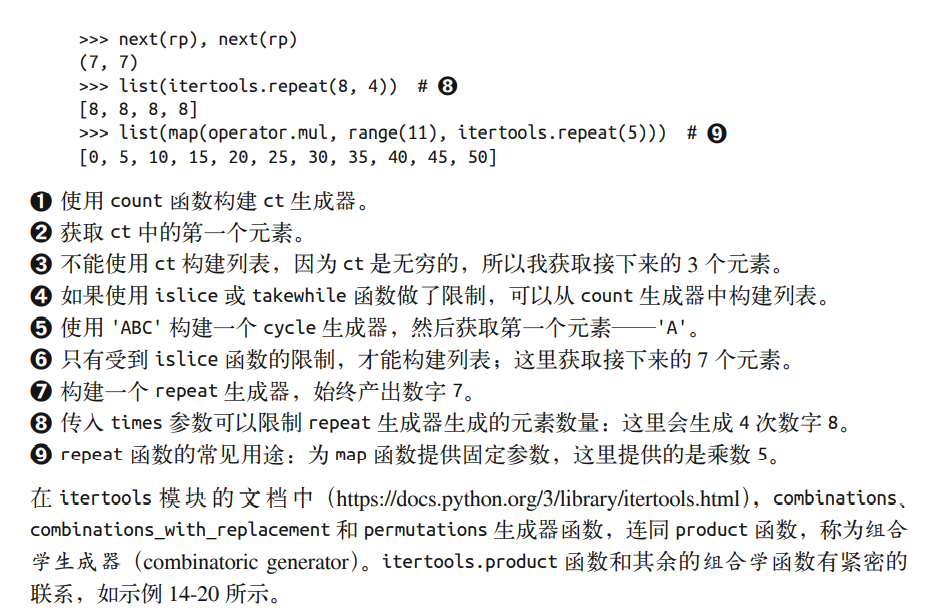 >>> next(rp), next(rp)
(7, 7)
>>> list(itertools.repeat(8, 4))  # ❽
[8, 8, 8, 8]
>>> list(map(operator.mul, range(11), itertools.repeat(5)))  # ❾
[0, 5, 10, 15, 20, 25, 30, 35, 40, 45, 50]
❶ 使用 count 函数构建 ct 生成器。
❷ 获取 ct 中的第一个元素。
❸ 不能使用 ct 构建列表，因为 ct 是无穷的，所以我获取接下来的 3 个元素。
❹ 如果使用 islice 或 takewhile 函数做了限制，可以从 count 生成器中构建列表。
❺ 使用 'ABC' 构建一个 cycle 生成器，然后获取第一个元素——'A'。
❻ 只有受到 islice 函数的限制，才能构建列表；这里获取接下来的 7 个元素。
❼ 构建一个 repeat 生成器，始终产出数字 7。
❽ 传入 times 参数可以限制 repeat 生成器生成的元素数量：这里会生成 4 次数字 8。
❾ repeat 函数的常见用途：为 map 函数提供固定参数，这里提供的是乘数 5。
在 itertools 模块的文档中（https://docs.python.org/3/library/itertools.html），combinations、
combinations_with_replacement 和 permutations 生成器函数，连同 product 函数，称为组合
学生成器（combinatoric generator）。itertools.product 函数和其余的组合学函数有紧密的
联系，如示例 14-20 所示。